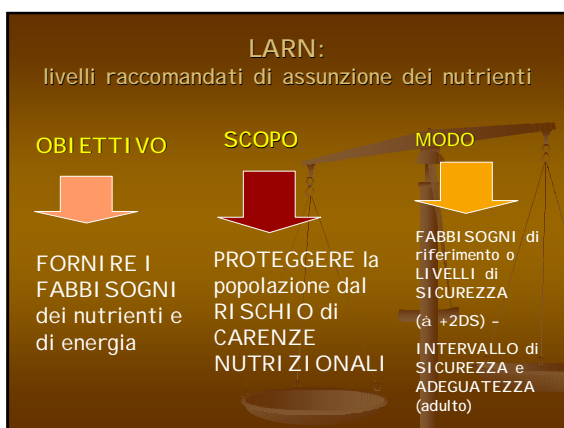 LARN:
livelli raccomandati di assunzione dei nutrienti
OBIETTIVO
FORNIRE I
FABBISOGNI
dei nutrienti e
di energia
SCOPO
PROTEGGERE la
popolazione dal
RISCHIO di
CARENZE
NUTRIZIONALI
MODO
FABBISOGNI di
riferimento o
LIVELLI di
SICUREZZA
(à +2DS) –
INTERVALLO di
SICUREZZA e
ADEGUATEZZA
(adulto)